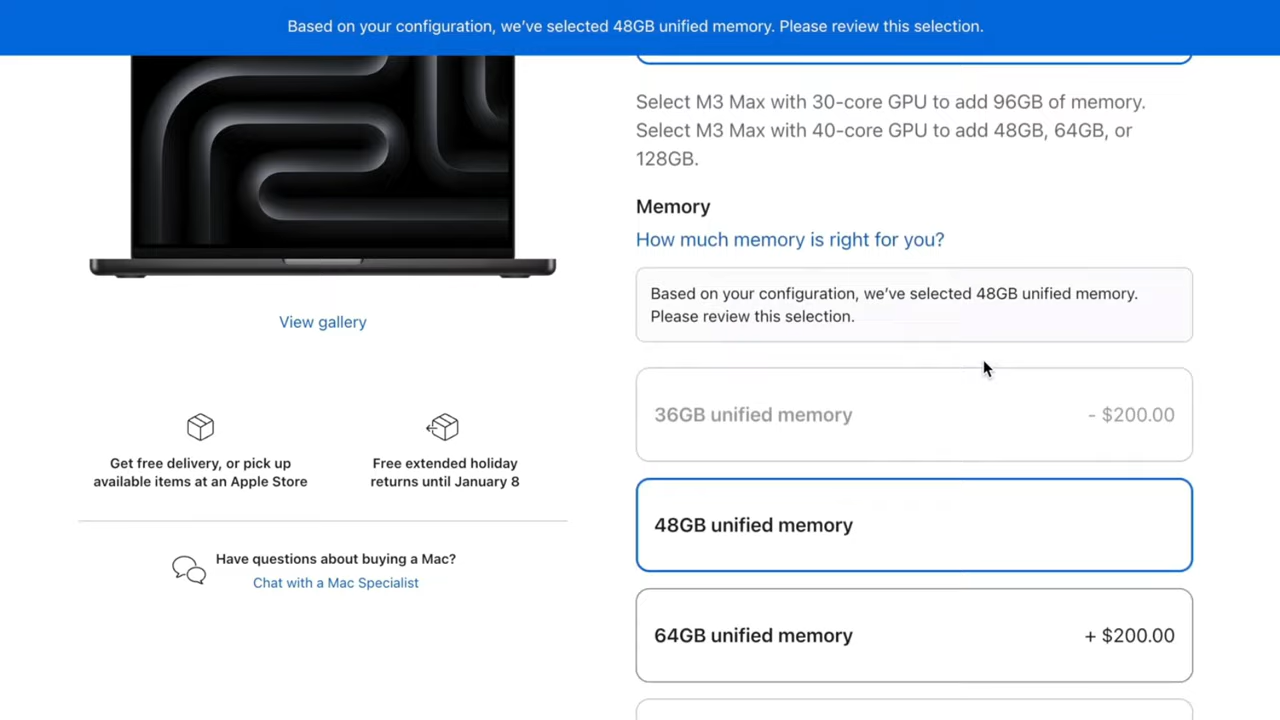 Based on your configuration, we’ve selected 48GB unified memory. Please review this selection.
Select M3 Max with 30-core GPU to add 96GB of memory.
Select M3 Max with 40-core GPU to add 48GB, 64GB, or
128GB.
Memory
How much memory is right for you?
Based on your configuration, we’ve selected 48GB unified memory.
Please review this selection.
View gallery
36GB unified memory - $200.00
Get free delivery, or pick up
available items at an Apple Store
Free extended holiday
returns until January 8
48GB unified memory
Have questions about buying a Mac?
Chat with a Mac Specialist
64GB unified memory + $200.00